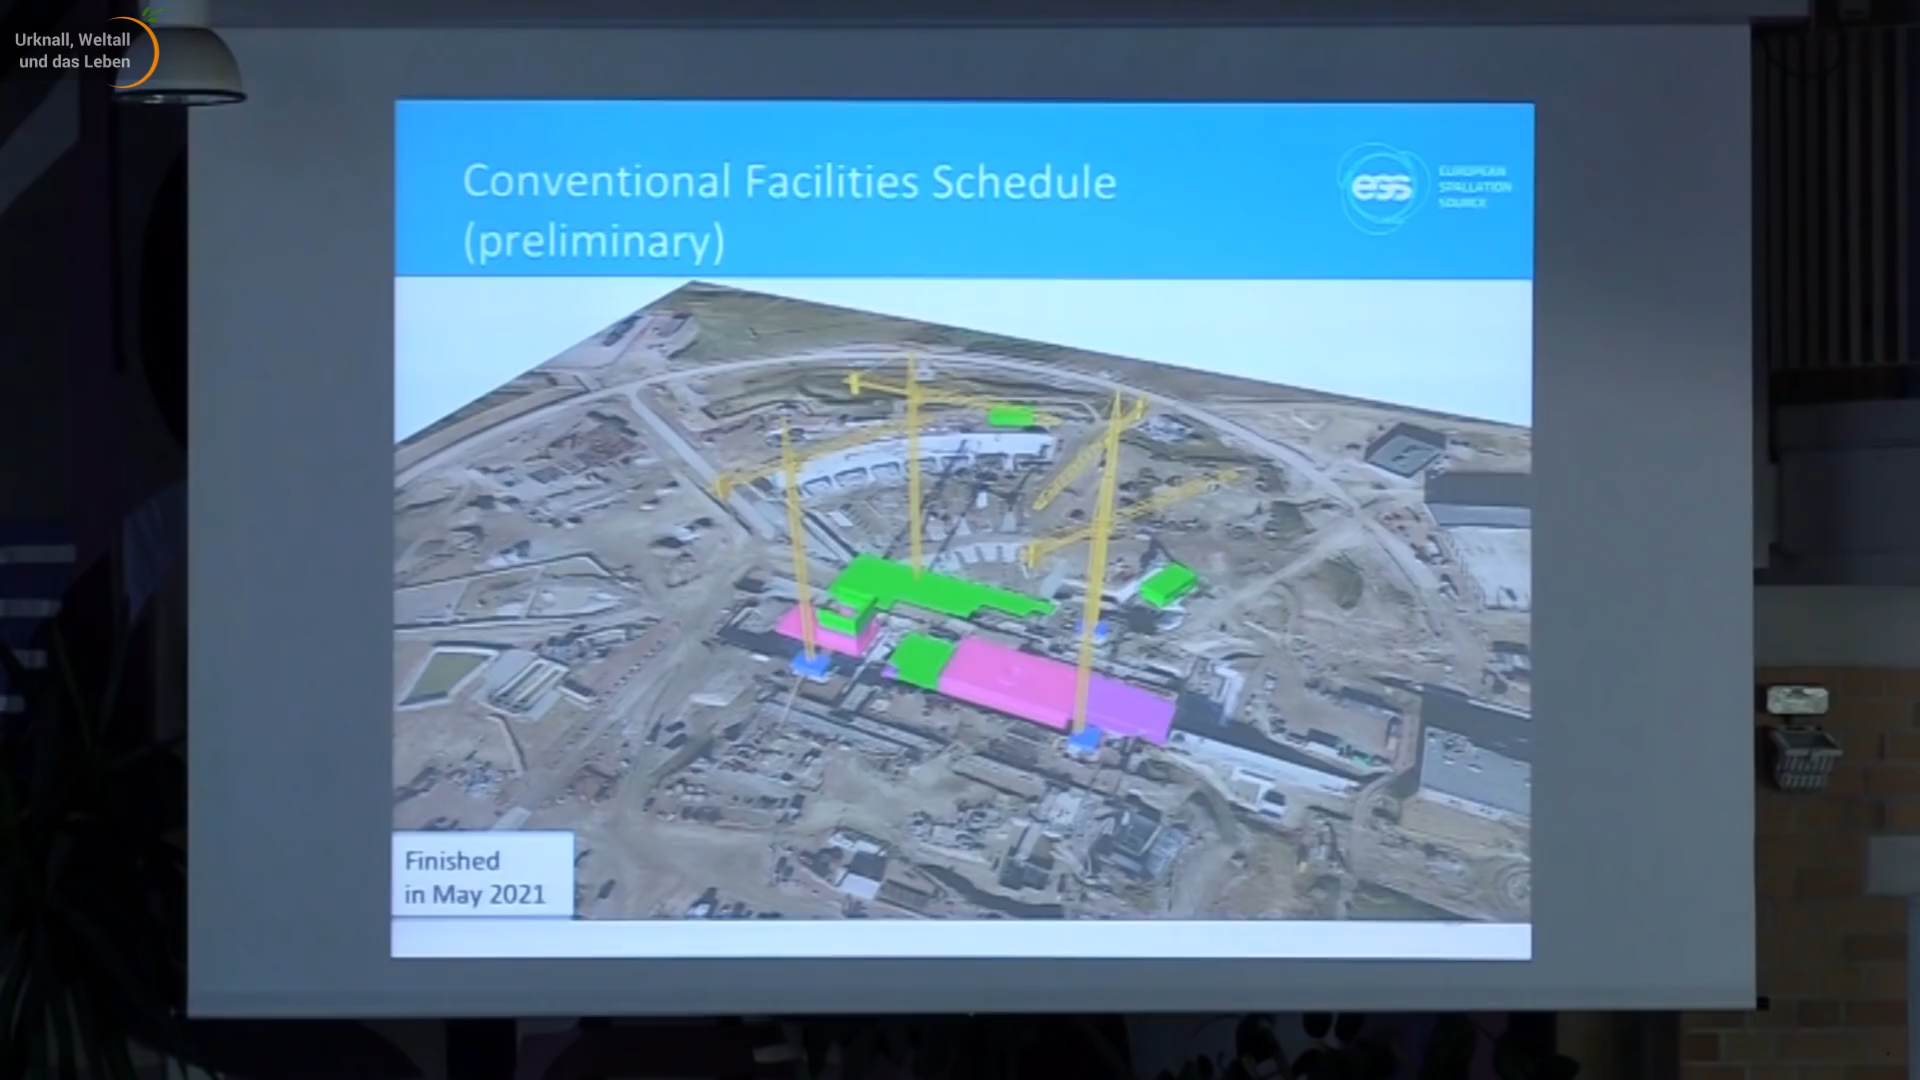 Urknall, Weltall
und das Leben
Conventional Facilities Schedule
(preliminary)
ess
EUROPEAN
SPALLATION
SOURCE
Finished
in May 2021